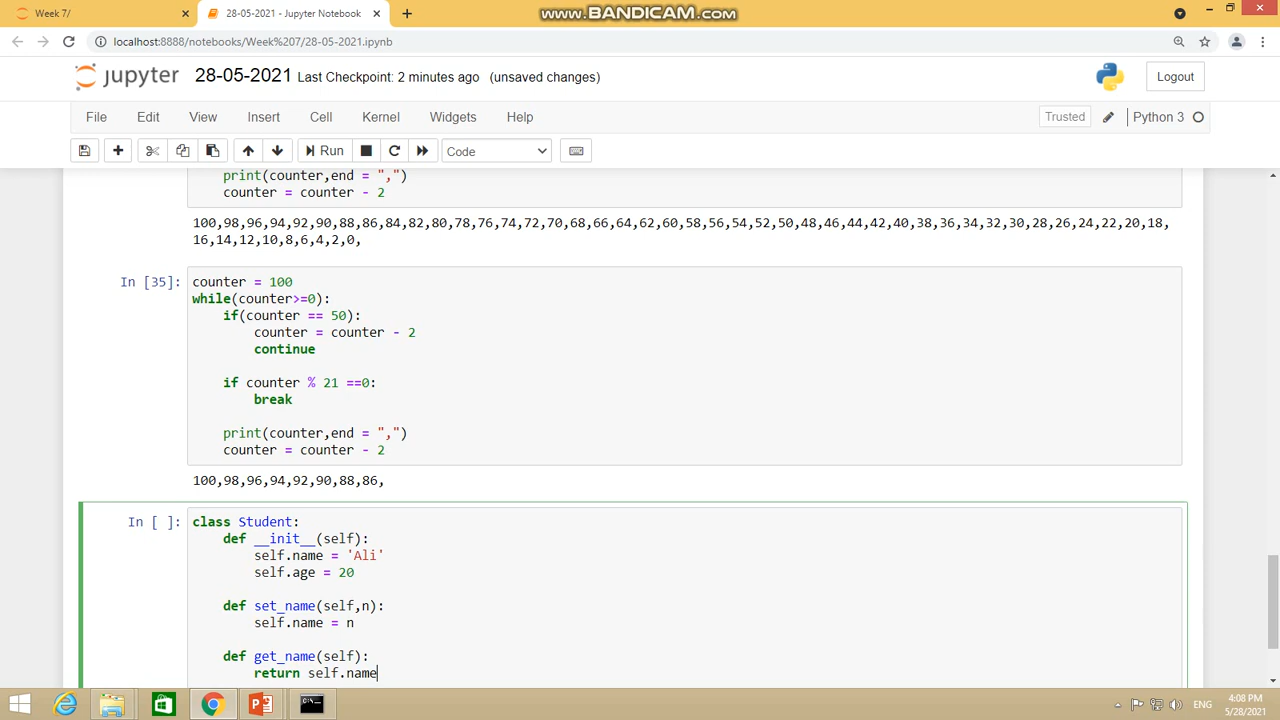 Week 7/
28-05-2021 - Jupyter Notebook
www.BANDICAM.com
localhost:8888/notebooks/Week%207/28-05-2021.ipynb
jupyter 28-05-2021 Last Checkpoint: 2 minutes ago (unsaved changes)
Logout
File Edit View Insert Cell Kernel Widgets Help
Trusted
Python 3
Run
Code
print(counter,end = ",")
counter = counter - 2
100,98,96,94,92,90,88,86,84,82,80,78,76,74,72,70,68,66,64,62,60,58,56,54,52,50,48,46,44,42,40,38,36,34,32,30,28,26,24,22,20,18,
16,14,12,10,8,6,4,2,0,
In [35]: counter = 100
while(counter>=0):
if(counter == 50):
counter = counter - 2
continue
if counter % 21 ==0:
break
print(counter,end = ",")
counter = counter - 2
100,98,96,94,92,90,88,86,
In [ ]: class Student:
def __init__(self):
self.name = 'Ali'
self.age = 20
def set_name(self,n):
self.name = n
def get_name(self):
return self.name
ENG
4:08 PM
5/28/2021